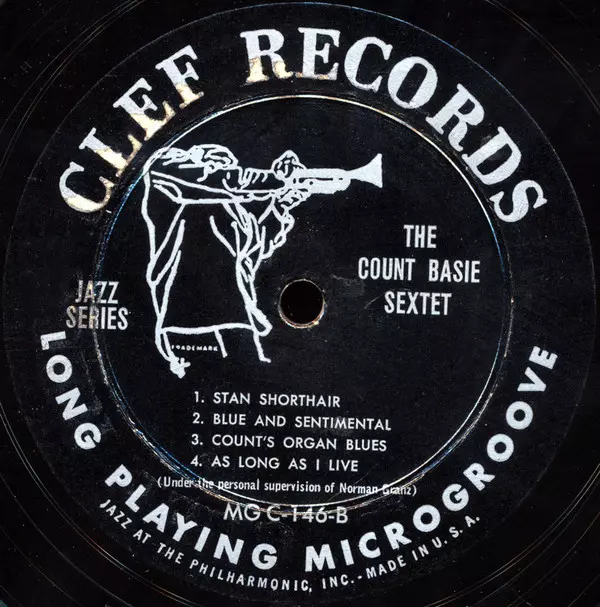 CLEF RECORDS
THE
COUNT BASIE
SEXTET
JAZZ
SERIES
TRADEMARK
1. STAN SHORTHAIR
2. BLUE AND SENTIMENTAL
3. COUNT'S ORGAN BLUES
4. AS LONG AS I LIVE
(Under the personal supervision of Norman Granz)
MG C-146-B
LONG PLAYING MICROGROOVE
JAZZ AT THE PHILHARMONIC, INC.-MADE IN U.S.A.